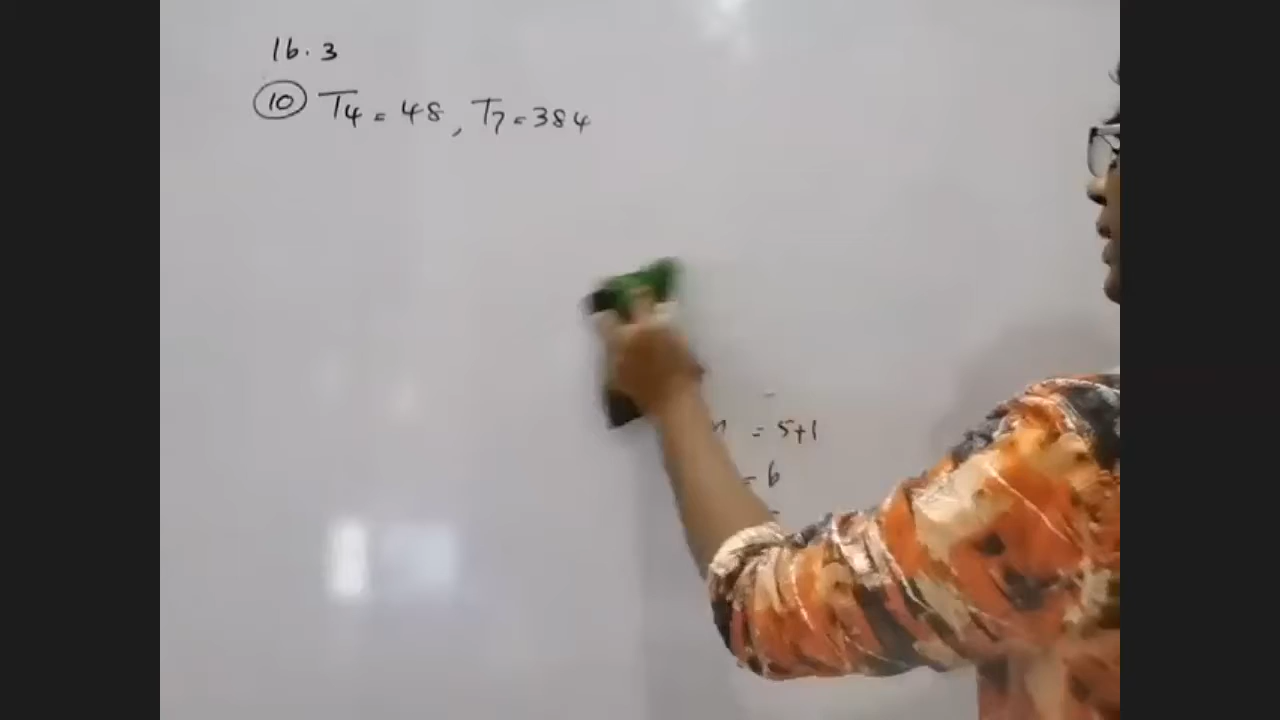 16.3
10 T4 = 48, T7 = 384
n = 5+1
= 6